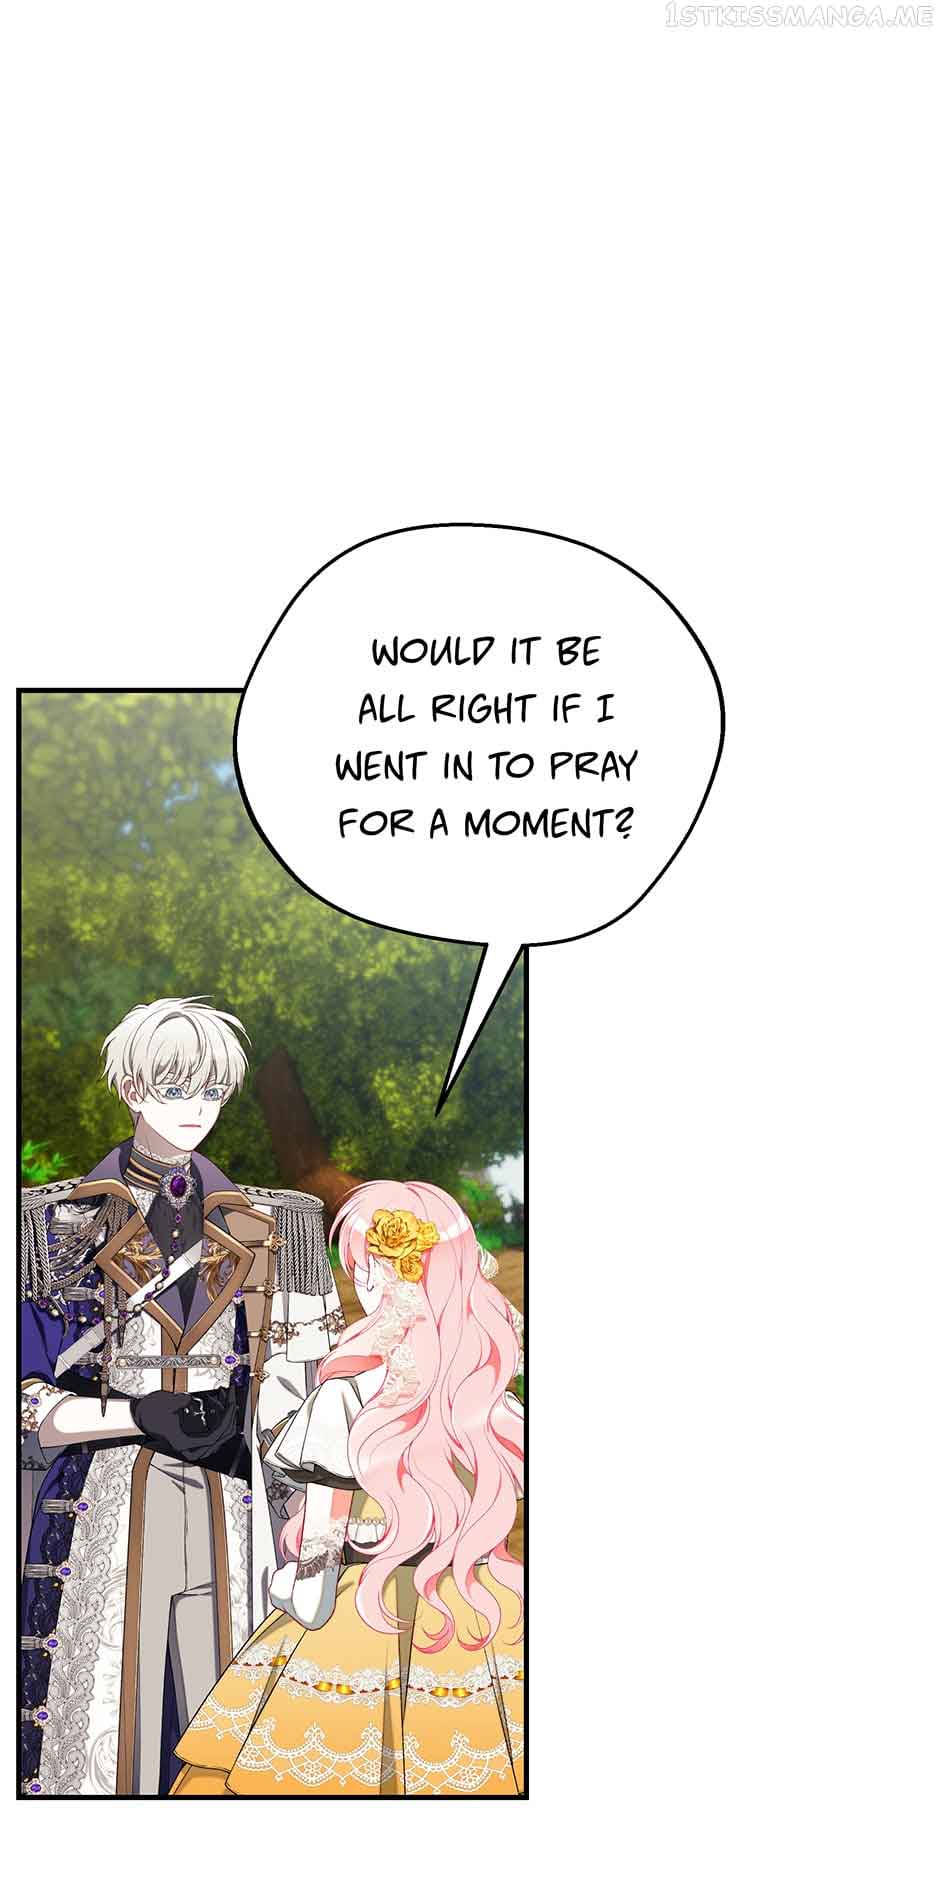 1STKISSMANGA.ME
WOULD IT BE
ALL RIGHT IF I
WENT IN TO PRAY
FOR A MOMENT?